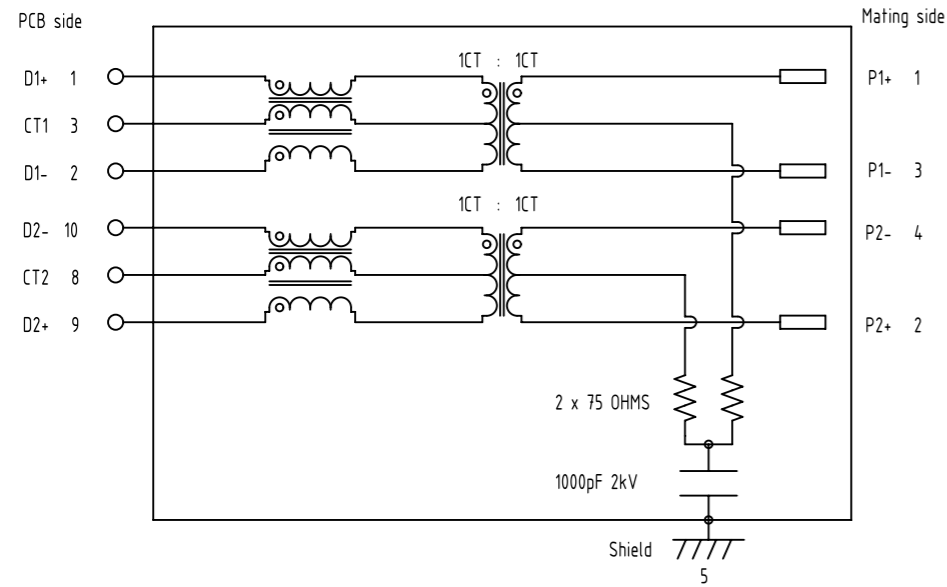 PCB side
Mating side
1CT : 1CT
D1+ 1
P1+ 1
CT1 3
D1- 2
P1- 3
1CT : 1CT
D2- 10
P2- 4
CT2 8
D2+ 9
P2+ 2
2 x 75 OHMS
1000pF 2kV
Shield
5